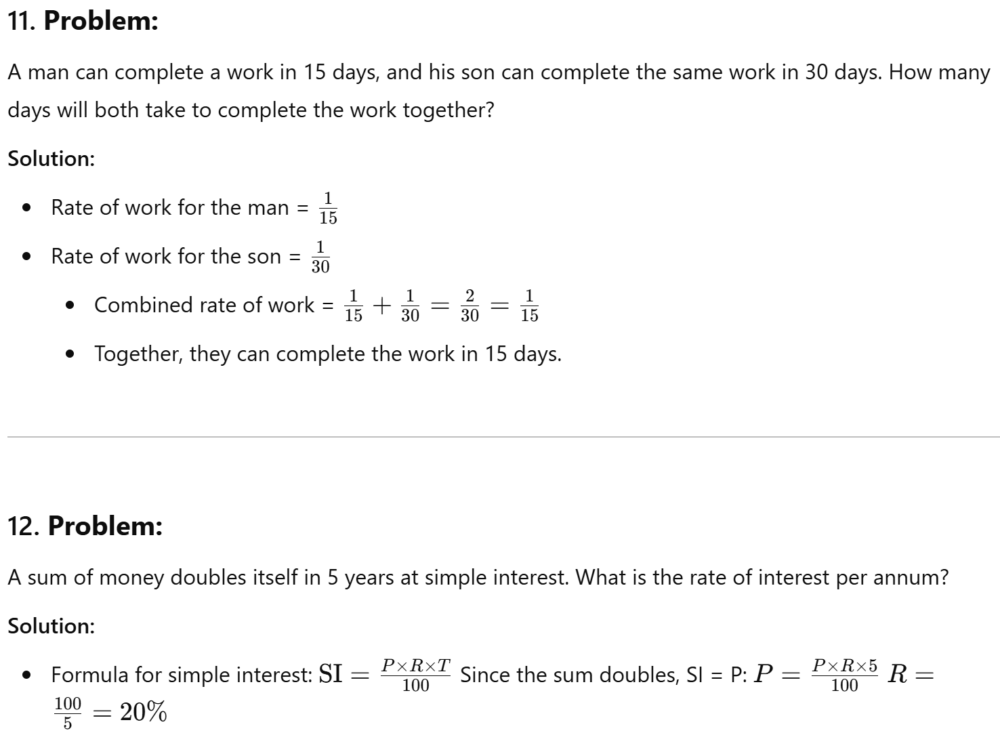 11. Problem:
A man can complete a work in 15 days, and his son can complete the same work in 30 days. How many
days will both take to complete the work together?
Solution:
• Rate of work for the man = $\frac{1}{15}$
• Rate of work for the son = $\frac{1}{30}$
• Combined rate of work = $\frac{1}{15} + \frac{1}{30} = \frac{2}{30} = \frac{1}{15}$
• Together, they can complete the work in 15 days.
12. Problem:
A sum of money doubles itself in 5 years at simple interest. What is the rate of interest per annum?
Solution:
• Formula for simple interest: $\text{SI} = \frac{P \times R \times T}{100}$ Since the sum doubles, SI = P: $P = \frac{P \times R \times 5}{100}$ $R =$
$\frac{100}{5} = 20\%$